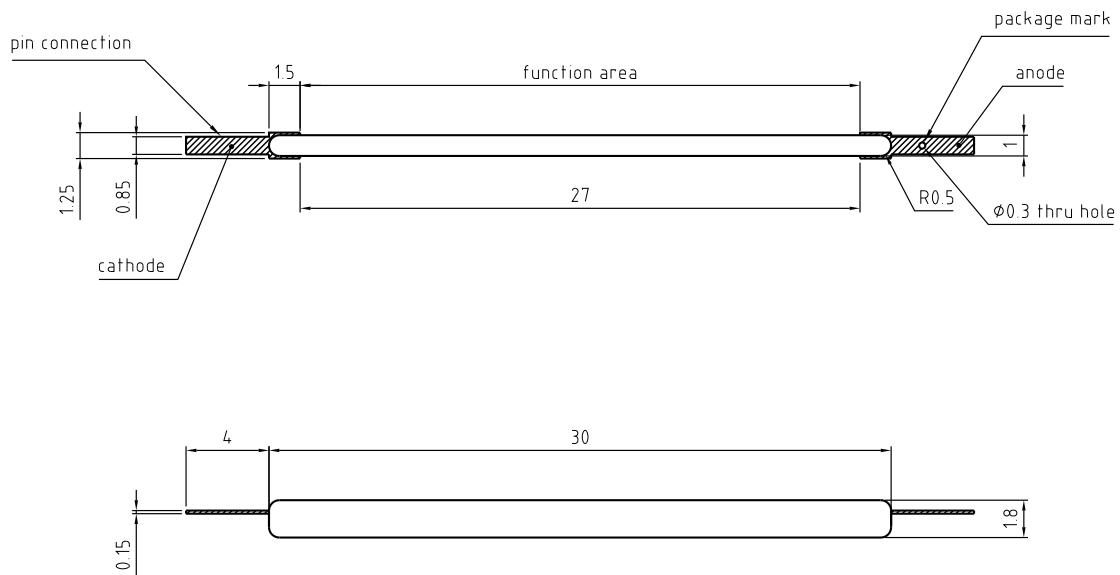 package mark
pin connection
1.5
function area
anode
1.25
0.85
1
27
R0.5
Ø0.3 thru hole
cathode
4
30
0.15
1.8